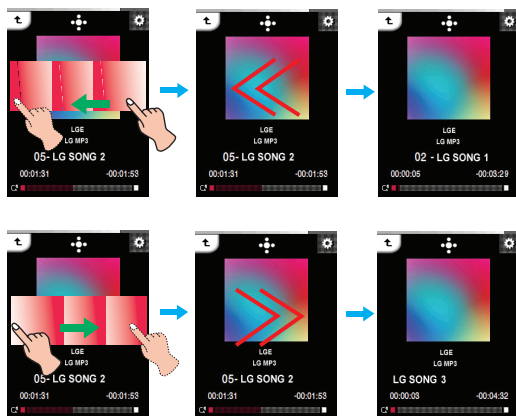 LGE
LG MP3
05- LG SONG 2
00:01:31 -00:01:53
LGE
LG MP3
05- LG SONG 2
00:01:31 -00:01:53
LGE
LG MP3
02 - LG SONG 1
00:00:05 -00:03:29
LGE
LG MP3
05- LG SONG 2
00:01:31 -00:01:53
LGE
LG MP3
05- LG SONG 2
00:01:31 -00:01:53
LGE
LG MP3
LG SONG 3
00:00:03 -00:04:32